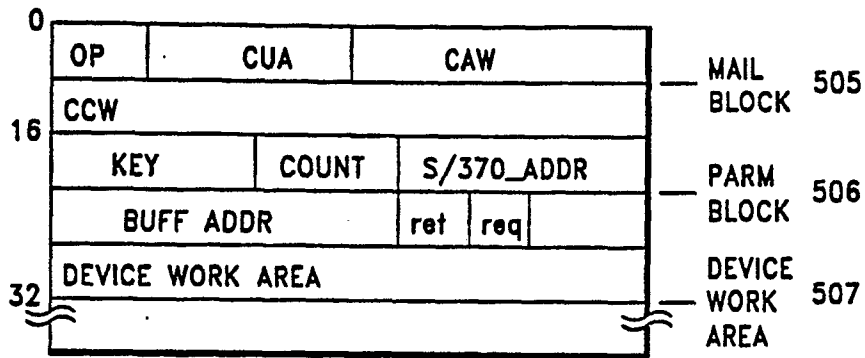 0
OP CUA CAW
MAIL BLOCK 505
CCW
16
KEY COUNT S/370_ADDR
PARM BLOCK 506
BUFF ADDR ret req
DEVICE WORK AREA
32
DEVICE WORK AREA 507